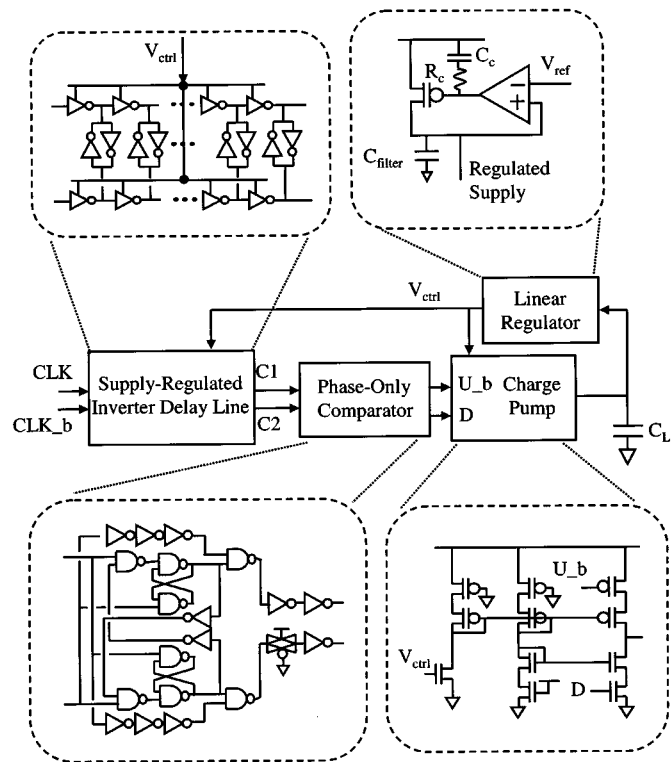 V_ctrl
C_c
R_c
V_ref
C_filter
Regulated
Supply
V_ctrl
Linear
Regulator
CLK
CLK_b
Supply-Regulated
Inverter Delay Line
C1
C2
Phase-Only
Comparator
U_b
D
Charge
Pump
C_L
U_b
V_ctrl
D